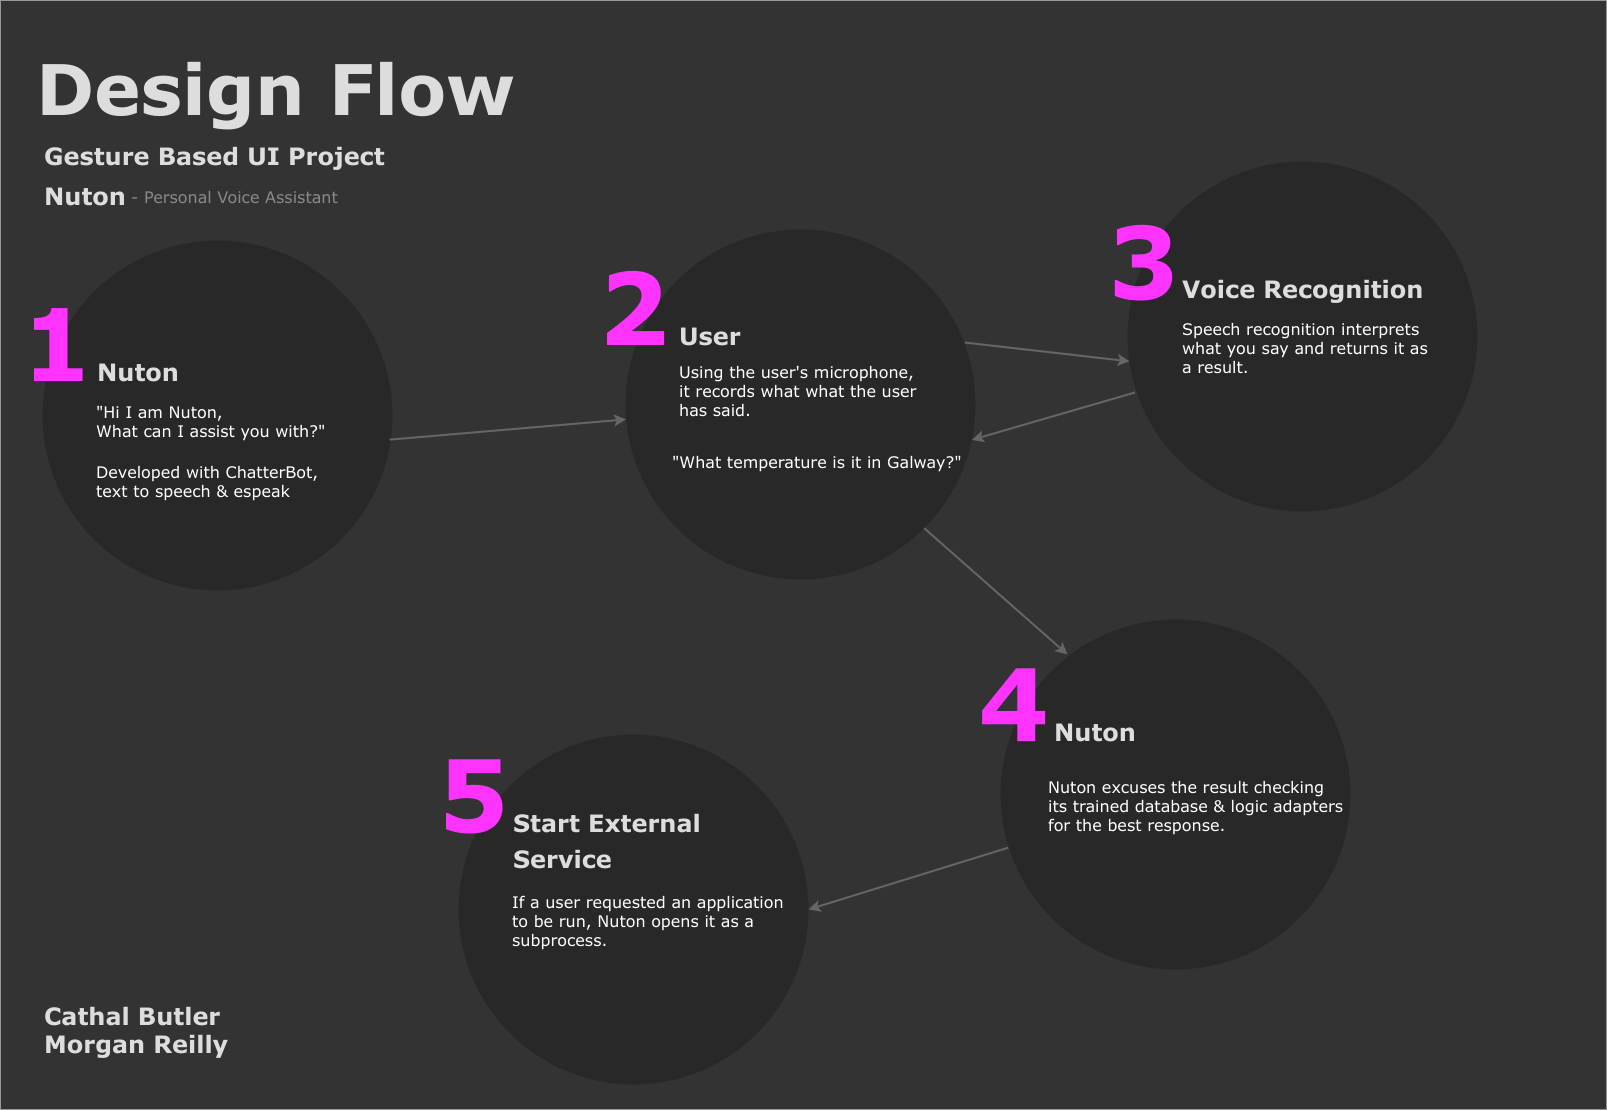 Design Flow
Gesture Based UI Project
Nuton - Personal Voice Assistant
1
Nuton
"Hi I am Nuton,
What can I assist you with?"
Developed with ChatterBot,
text to speech & espeak
2
User
Using the user's microphone,
it records what what the user
has said.
"What temperature is it in Galway?"
3
Voice Recognition
Speech recognition interprets
what you say and returns it as
a result.
4
Nuton
Nuton excuses the result checking
its trained database & logic adapters
for the best response.
5
Start External
Service
If a user requested an application
to be run, Nuton opens it as a
subprocess.
Cathal Butler
Morgan Reilly